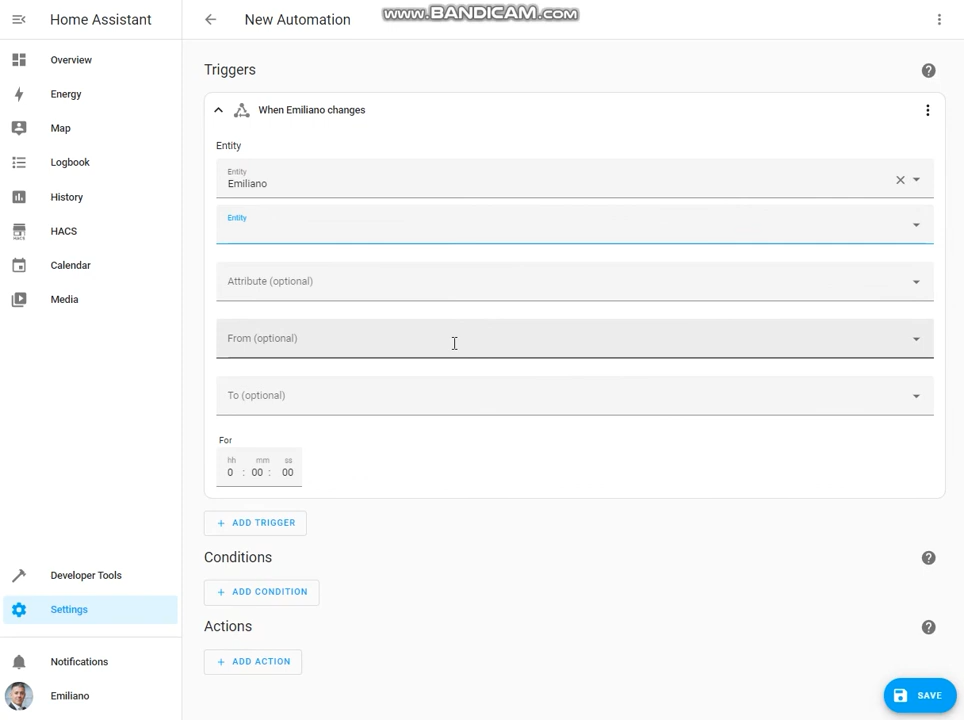 Home Assistant
New Automation
www.BANDICAM.com
Overview
Energy
Map
Logbook
History
HACS
HACS
Calendar
Media
Developer Tools
Settings
Notifications
Emiliano
Triggers
When Emiliano changes
Entity
Entity
Emiliano
Entity
Attribute (optional)
From (optional)
To (optional)
For
hh mm ss
0 : 00 : 00
+ ADD TRIGGER
Conditions
+ ADD CONDITION
Actions
+ ADD ACTION
SAVE